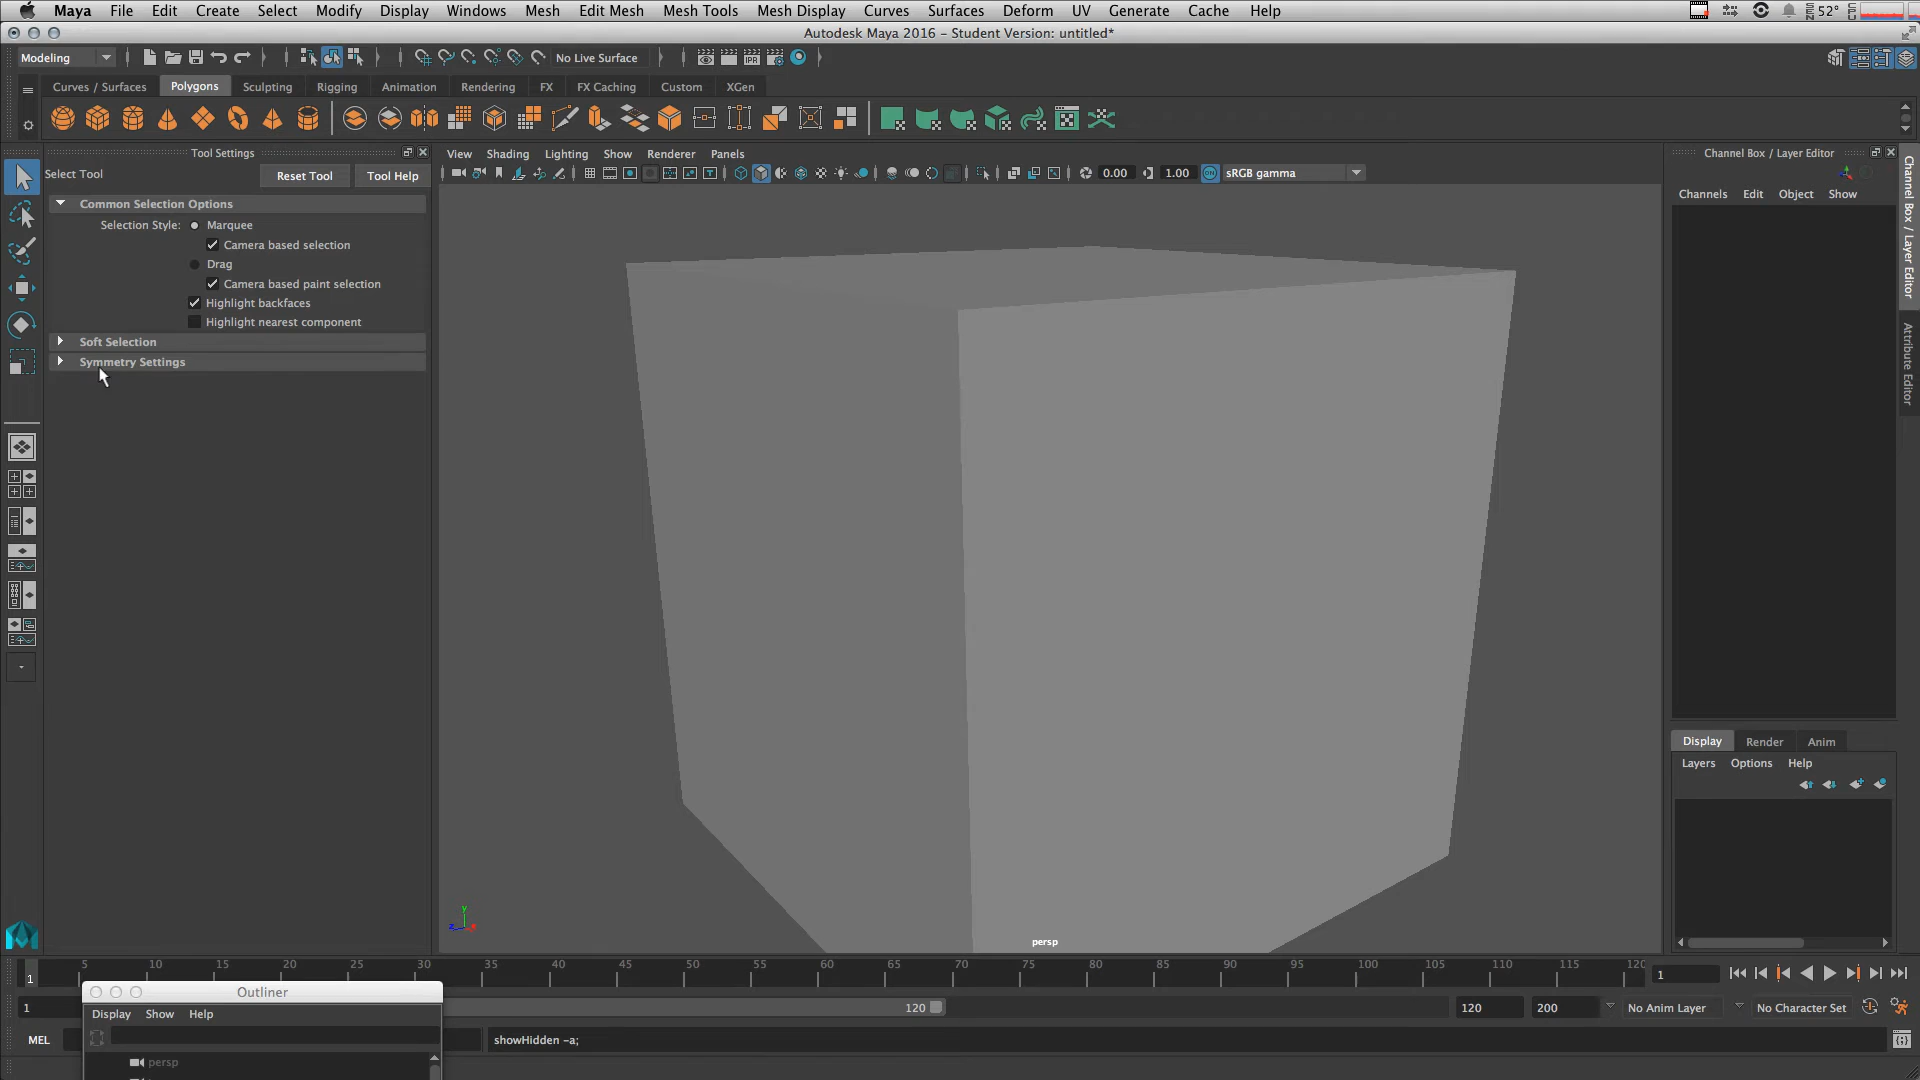 Maya File Edit Create Select Modify Display Windows Mesh Edit Mesh Mesh Tools Mesh Display Curves Surfaces Deform UV Generate Cache Help 52°
Autodesk Maya 2016 - Student Version: untitled*
Modeling No Live Surface IPR
Curves / Surfaces Polygons Sculpting Rigging Animation Rendering FX FX Caching Custom XGen
Tool Settings
Select Tool Reset Tool Tool Help
Common Selection Options
Selection Style: Marquee
Camera based selection
Drag
Camera based paint selection
Highlight backfaces
Highlight nearest component
Soft Selection
Symmetry Settings
View Shading Lighting Show Renderer Panels
0.00 1.00 ON sRGB gamma
y
z
persp
Channel Box / Layer Editor
Channels Edit Object Show
Channel Box / Layer Editor
Attribute Editor
Display Render Anim
Layers Options Help
1 5 10 15 20 25 30 35 40 45 50 55 60 65 70 75 80 85 90 95 100 105 110 115 120 1
1 120 120 200 No Anim Layer No Character Set
Outliner
Display Show Help
MEL showHidden -a;
persp